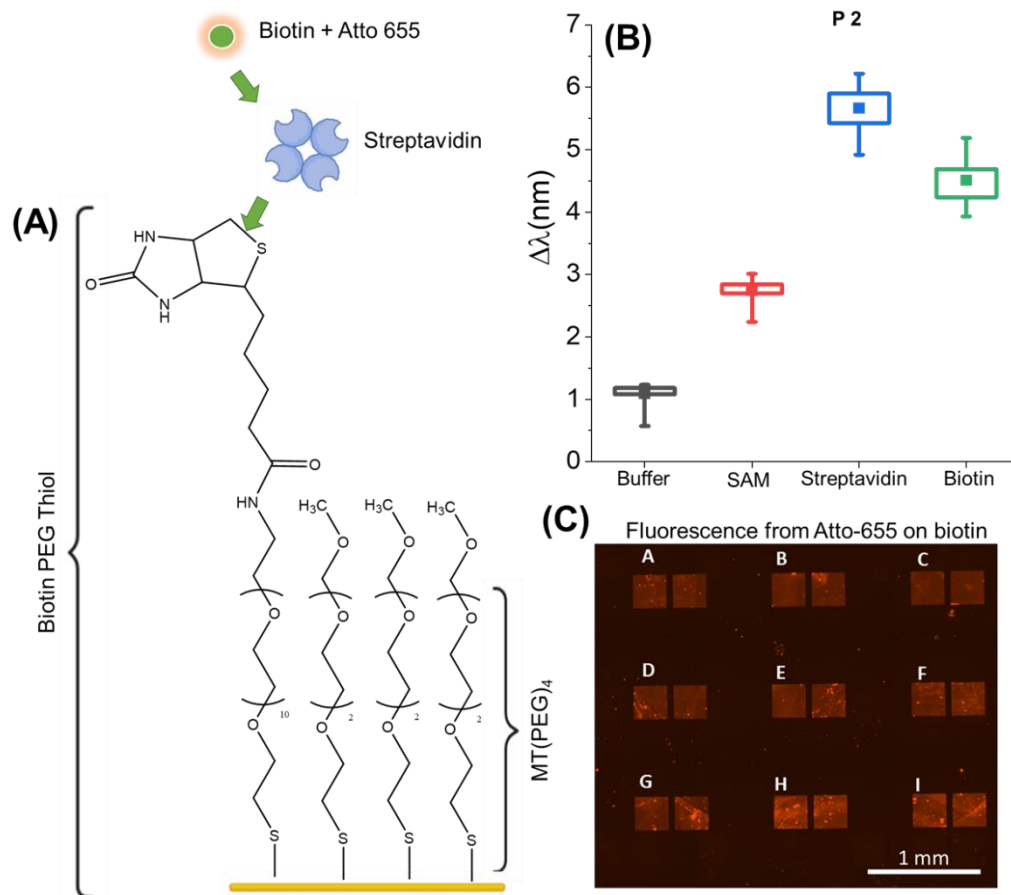 Biotin + Atto 655
Streptavidin
(A)
HN
S
O
N
H
O
HN
H₃C
H₃C
H₃C
O
O
O
O
O
O
O
10
2
2
2
O
O
O
O
S
S
S
S
Biotin PEG Thiol
MT(PEG)₄
(B)
P 2
Δλ(nm)
7
6
5
4
3
2
1
0
Buffer
SAM
Streptavidin
Biotin
(C)
Fluorescence from Atto-655 on biotin
A
B
C
D
E
F
G
H
I
1 mm